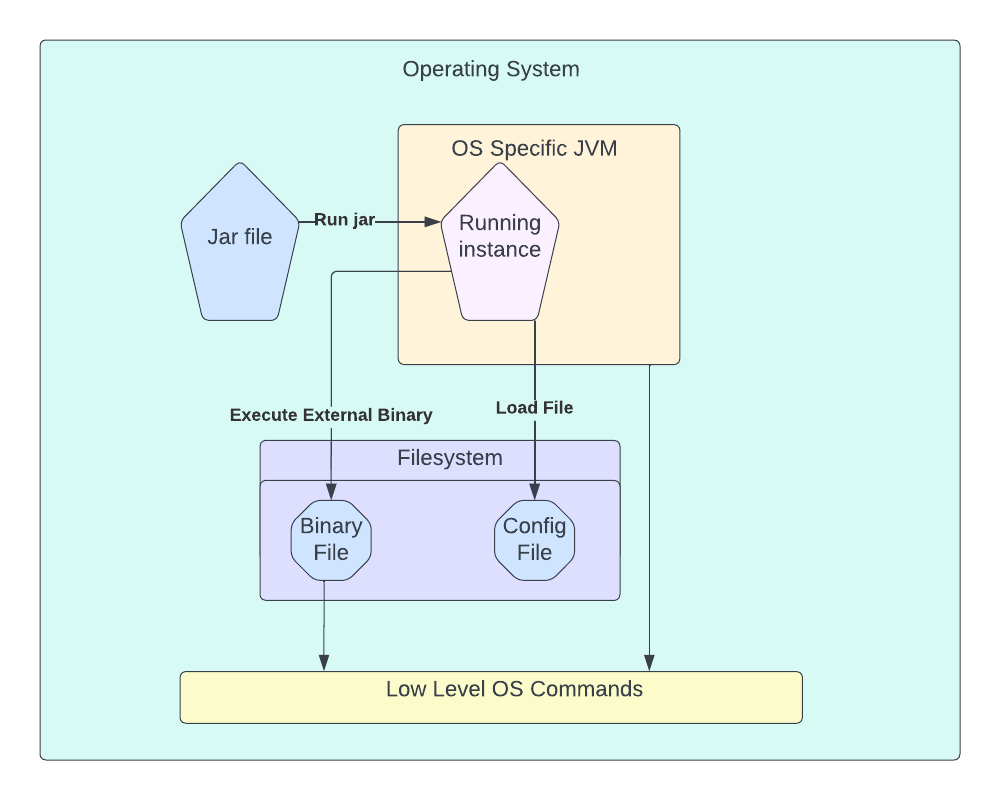 Operating System
OS Specific JVM
Jar file
Run jar
Running
instance
Execute External Binary
Load File
Filesystem
Binary
File
Config
File
Low Level OS Commands